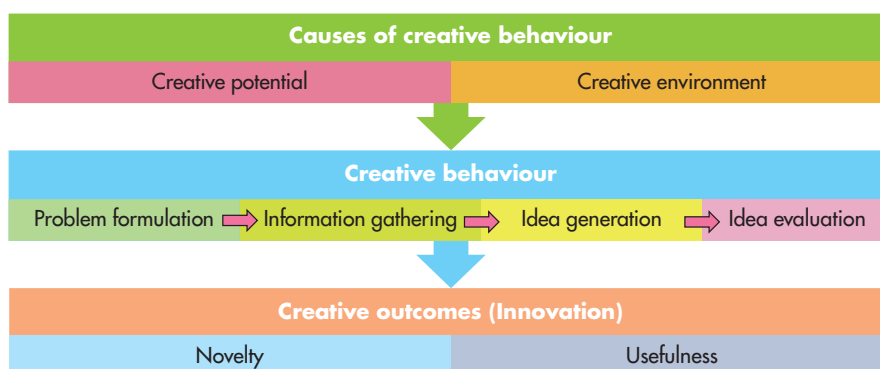 Causes of creative behaviour
Creative potential Creative environment
Creative behaviour
Problem formulation Information gathering Idea generation Idea evaluation
Creative outcomes (Innovation)
Novelty Usefulness